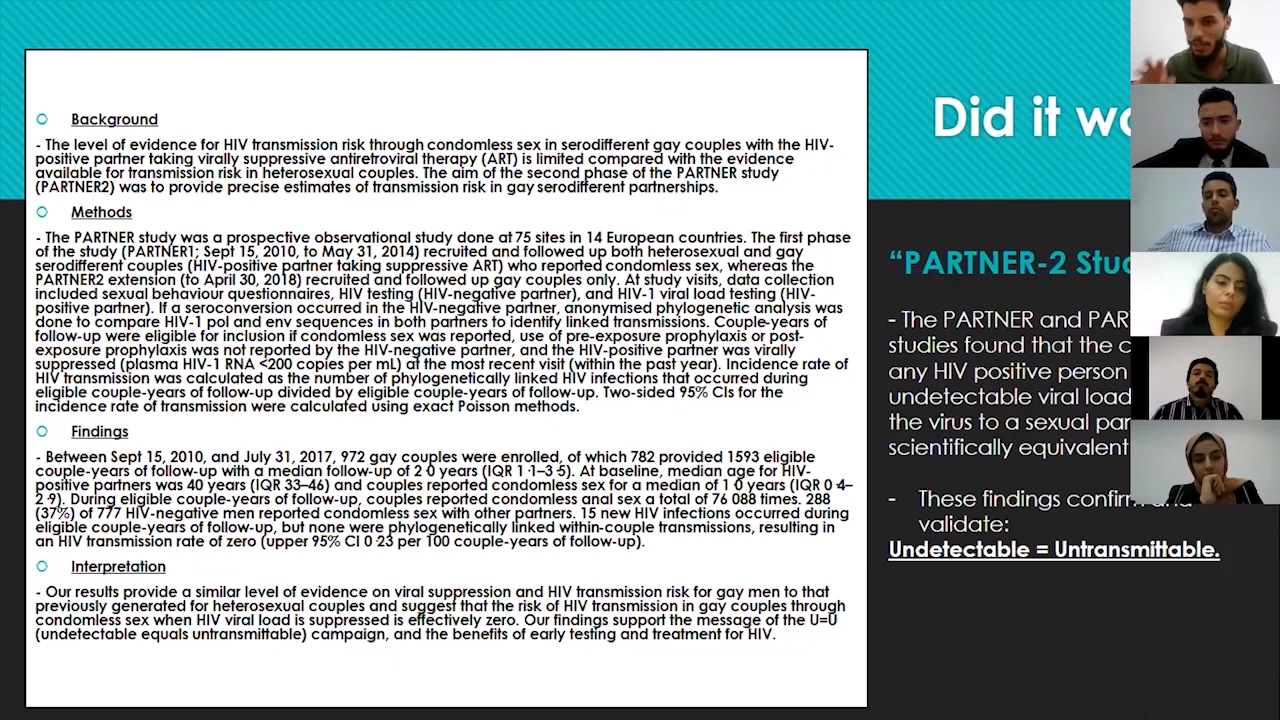 Background
- The level of evidence for HIV transmission risk through condomless sex in serodifferent gay couples with the HIV-
positive partner taking virally suppressive antiretroviral therapy (ART) is limited compared with the evidence
available for transmission risk in heterosexual couples. The aim of the second phase of the PARTNER study
(PARTNER2) was to provide precise estimates of transmission risk in gay serodifferent partnerships.
Methods
- The PARTNER study was a prospective observational study done at 75 sites in 14 European countries. The first phase
of the study (PARTNER1; Sept 15, 2010, to May 31, 2014) recruited and followed up both heterosexual and gay
serodifferent couples (HIV-positive partner taking suppressive ART) who reported condomless sex, whereas the
PARTNER2 extension (to April 30, 2018) recruited and followed up gay couples only. At study visits, data collection
included sexual behaviour questionnaires, HIV testing (HIV-negative partner), and HIV-1 viral load testing (HIV-
positive partner). If a seroconversion occurred in the HIV-negative partner, anonymised phylogenetic analysis was
done to compare HIV-1 pol and env sequences in both partners to identify linked transmissions. Couple-years of
follow-up were eligible for inclusion if condomless sex was reported, use of pre-exposure prophylaxis or post-
exposure prophylaxis was not reported by the HIV-negative partner, and the HIV-positive partner was virally
suppressed (plasma HIV-1 RNA <200 copies per mL) at the most recent visit (within the past year). Incidence rate of
HIV transmission was calculated as the number of phylogenetically linked HIV infections that occurred during
eligible couple-years of follow-up divided by eligible couple-years of follow-up. Two-sided 95% CIs for the
incidence rate of transmission were calculated using exact Poisson methods.
Findings
- Between Sept 15, 2010, and July 31, 2017, 972 gay couples were enrolled, of which 782 provided 1593 eligible
couple-years of follow-up with a median follow-up of 2·0 years (IQR 1·1–3·5). At baseline, median age for HIV-
positive partners was 40 years (IQR 33–46) and couples reported condomless sex for a median of 1·0 years (IQR 0·4–
2·9). During eligible couple-years of follow-up, couples reported condomless anal sex a total of 76 088 times. 288
(37%) of 777 HIV-negative men reported condomless sex with other partners. 15 new HIV infections occurred during
eligible couple-years of follow-up, but none were phylogenetically linked within-couple transmissions, resulting in
an HIV transmission rate of zero (upper 95% CI 0·23 per 100 couple-years of follow-up).
Interpretation
- Our results provide a similar level of evidence on viral suppression and HIV transmission risk for gay men to that
previously generated for heterosexual couples and suggest that the risk of HIV transmission in gay couples through
condomless sex when HIV viral load is suppressed is effectively zero. Our findings support the message of the U=U
(undetectable equals untransmittable) campaign, and the benefits of early testing and treatment for HIV.
Did it
"PARTNER-2
- The PARTNER and
studies found that the
any HIV positive person
undetectable viral load
the virus to a sexual
scientifically equivalent
- These findings confirm and
validate:
Undetectable = Untransmittable.